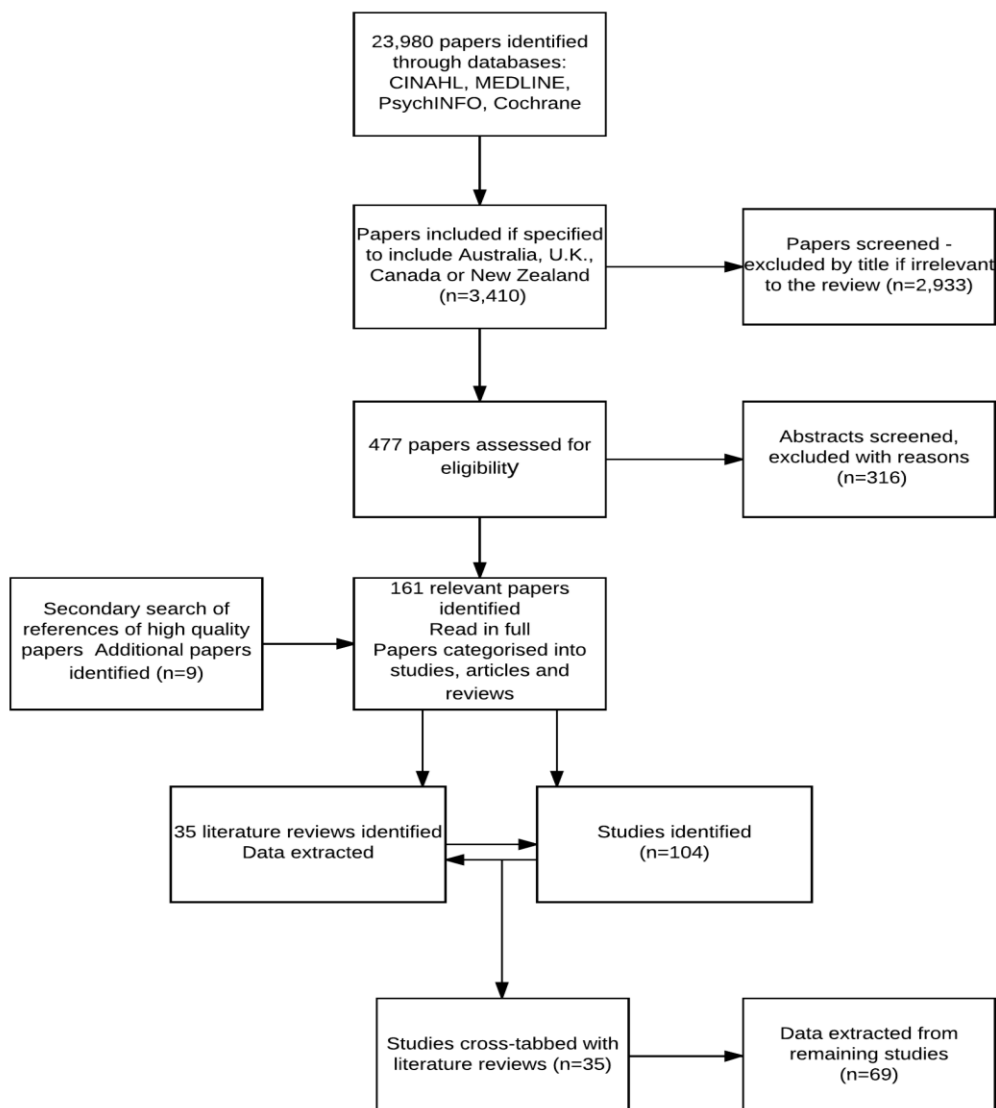 23,980 papers identified
through databases:
CINAHL, MEDLINE,
PsychINFO, Cochrane
Papers included if specified
to include Australia, U.K.,
Canada or New Zealand
(n=3,410)
Papers screened -
excluded by title if irrelevant
to the review (n=2,933)
477 papers assessed for
eligibility
Abstracts screened,
excluded with reasons
(n=316)
Secondary search of
references of high quality
papers  Additional papers
identified (n=9)
161 relevant papers
identified
Read in full
Papers categorised into
studies, articles and
reviews
35 literature reviews identified
Data extracted
Studies identified
(n=104)
Studies cross-tabbed with
literature reviews (n=35)
Data extracted from
remaining studies
(n=69)